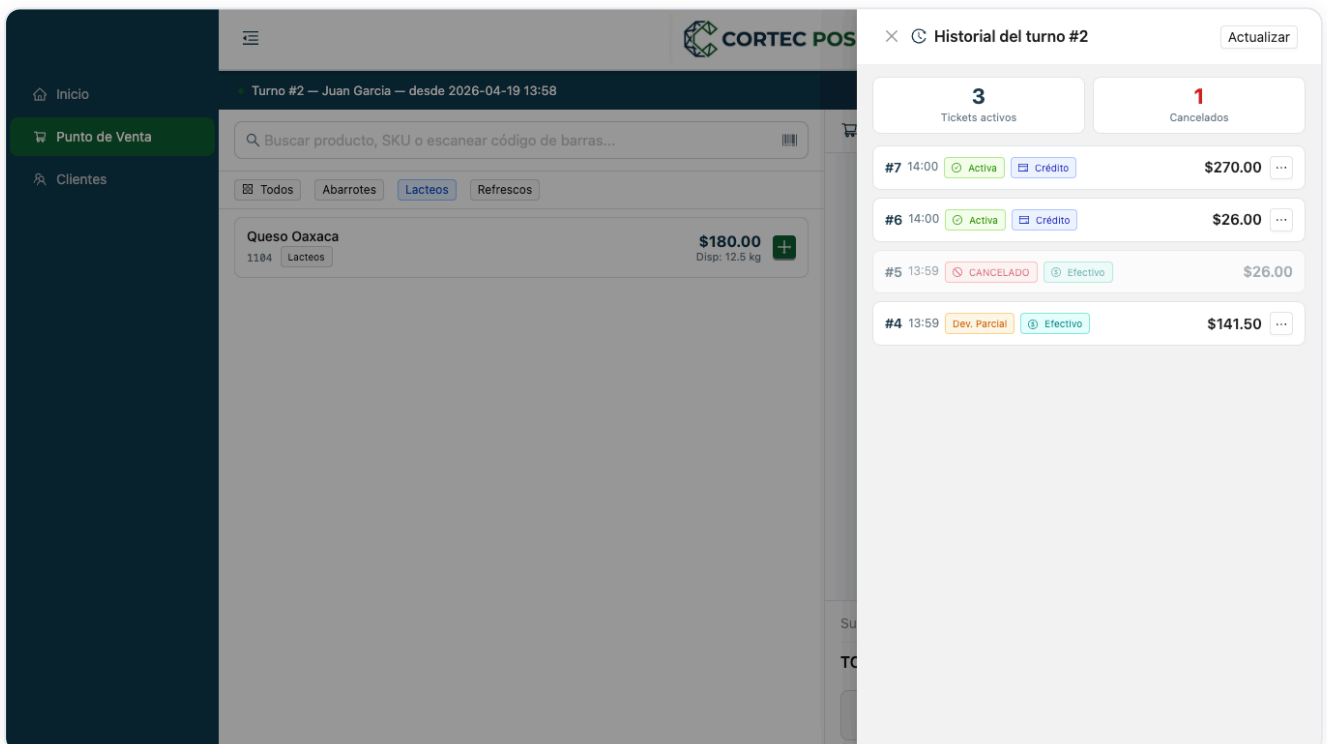 CORTEC POS
Inicio
Punto de Venta
Clientes
Turno #2 — Juan Garcia — desde 2026-04-19 13:58
Buscar producto, SKU o escanear código de barras...
Todos Abarrotes Lacteos Refrescos
Queso Oaxaca
1104 Lacteos
$180.00
Disp: 12.5 kg
TO
Historial del turno #2 Actualizar
3
Tickets activos
1
Cancelados
#7 14:00 Activa Crédito $270.00 ...
#6 14:00 Activa Crédito $26.00 ...
#5 13:59 CANCELADO Efectivo $26.00
#4 13:59 Dev. Parcial Efectivo $141.50 ...